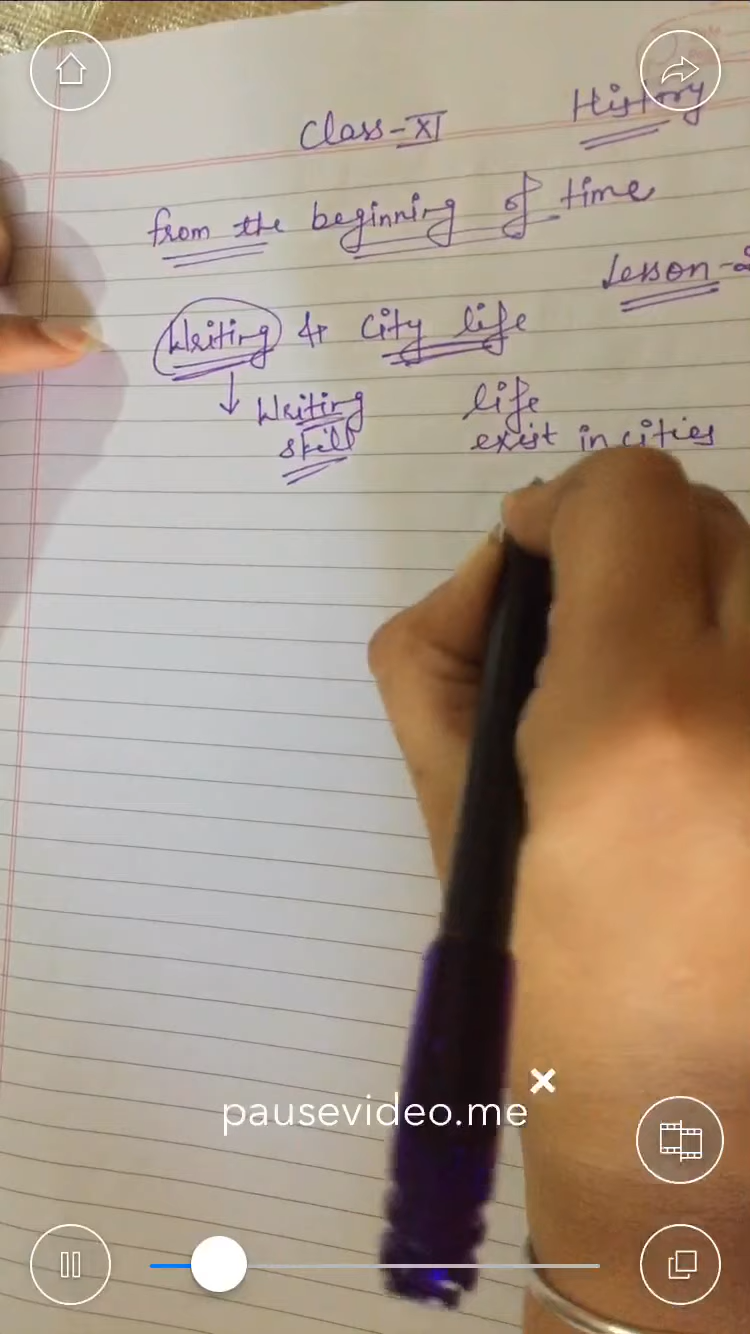 Class-XI History
from the beginning of time
Lesson-2
Writing & City life
Writing life
skill exist in cities
pausevideo.me